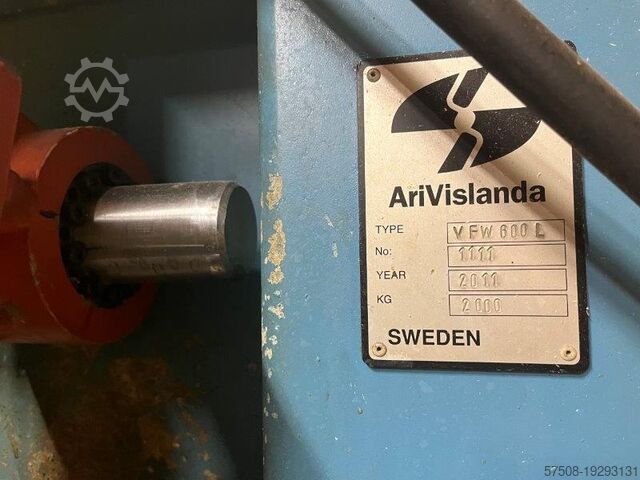 AriVislanda
TYPE VFW 600 L
No: 1111
YEAR 2011
KG 2000
SWEDEN
57508-19293131